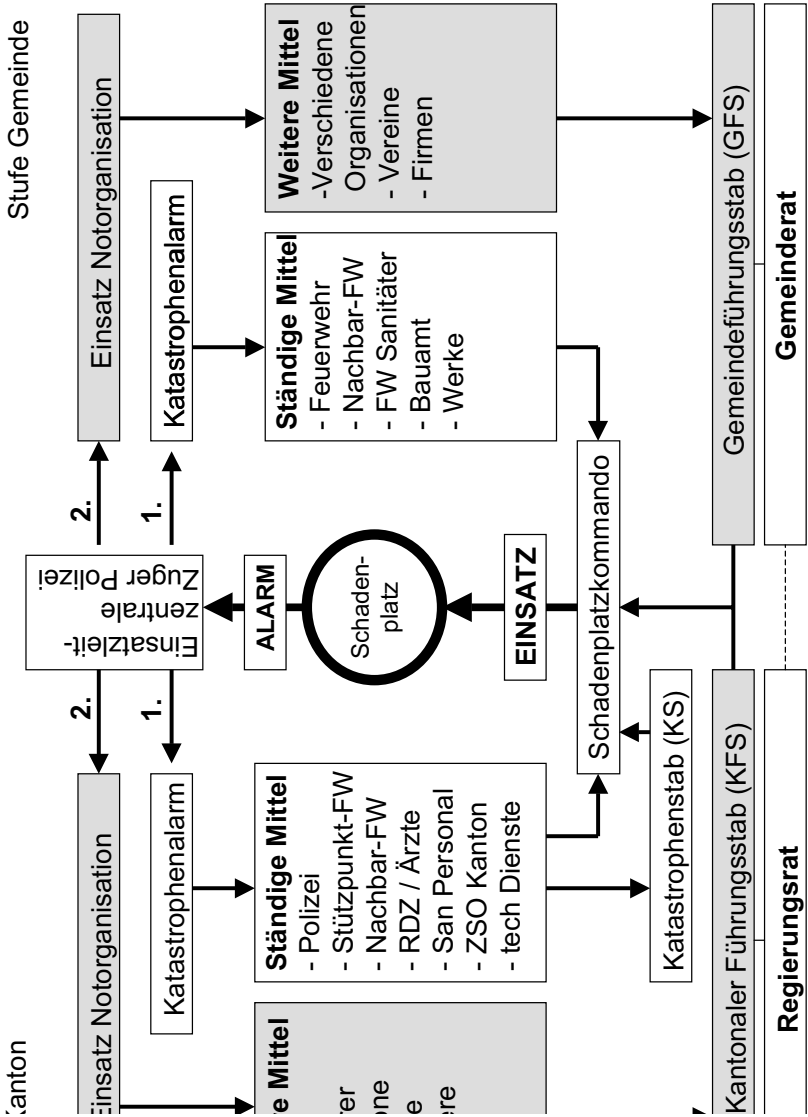 Kanton
Stufe Gemeinde
Einsatz Notorganisation
2.
Einsatzleit-
zentrale
Zuger Polizei
2.
Einsatz Notorganisation
Katastrophenalarm
1.
1.
Katastrophenalarm
ALARM
Schaden-
platz
EINSATZ
Mittel
Ständige Mittel
- Polizei
- Stützpunkt-FW
- Nachbar-FW
- RDZ / Ärzte
- San Personal
- ZSO Kanton
- tech Dienste
Ständige Mittel
- Feuerwehr
- Nachbar-FW
- FW Sanitäter
- Bauamt
- Werke
Weitere Mittel
-Verschiedene
Organisationen
- Vereine
- Firmen
Schadenplatzkommando
Katastrophenstab (KS)
Kantonaler Führungsstab (KFS)
Regierungsrat
Gemeindeführungsstab (GFS)
Gemeinderat